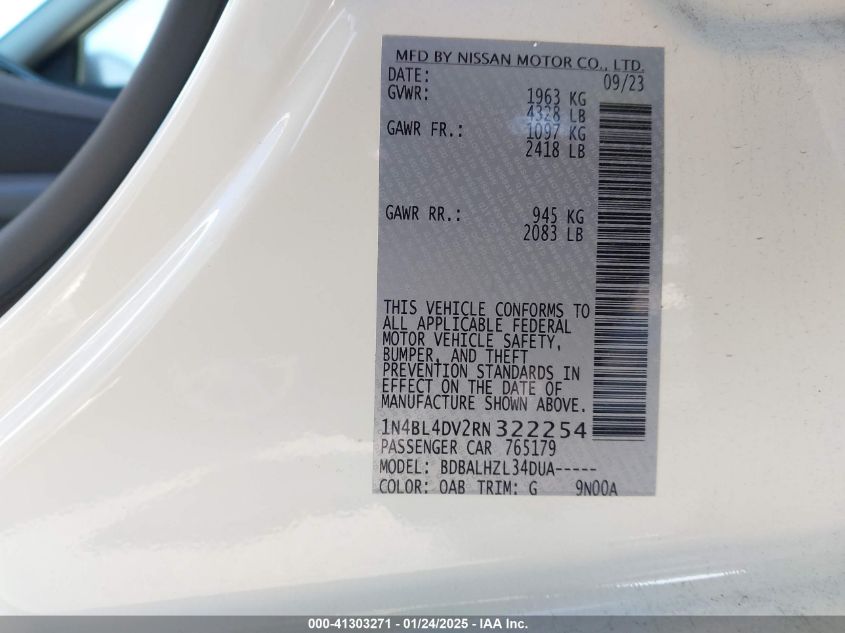 MFD BY NISSAN MOTOR CO., LTD.
DATE: 09/23
GVWR: 1963 KG
4328 LB
GAWR FR.: 1097 KG
2418 LB
GAWR RR.: 945 KG
2083 LB
THIS VEHICLE CONFORMS TO
ALL APPLICABLE FEDERAL
MOTOR VEHICLE SAFETY,
BUMPER, AND THEFT
PREVENTION STANDARDS IN
EFFECT ON THE DATE OF
MANUFACTURE SHOWN ABOVE.
1N4BL4DV2RN322254
PASSENGER CAR 765179
MODEL: BDBALHZL34DUA-----
COLOR: OAB TRIM: G 9N00A
000-41303271 - 01/24/2025 - IAA Inc.